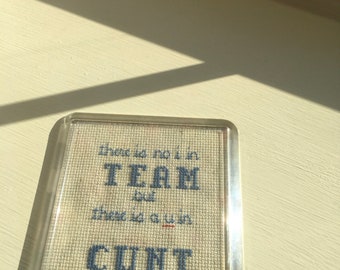 there is no i in
TEAM
but
there is a u in
CUNT